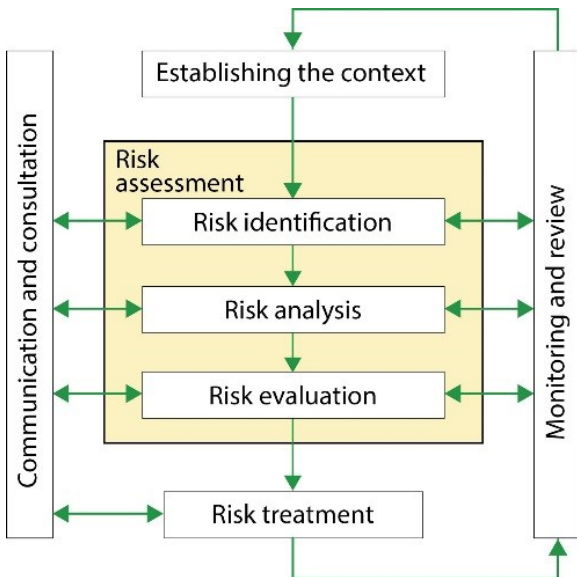 Establishing the context
Communication and consultation
Risk
assessment
Risk identification
Risk analysis
Risk evaluation
Monitoring and review
Risk treatment